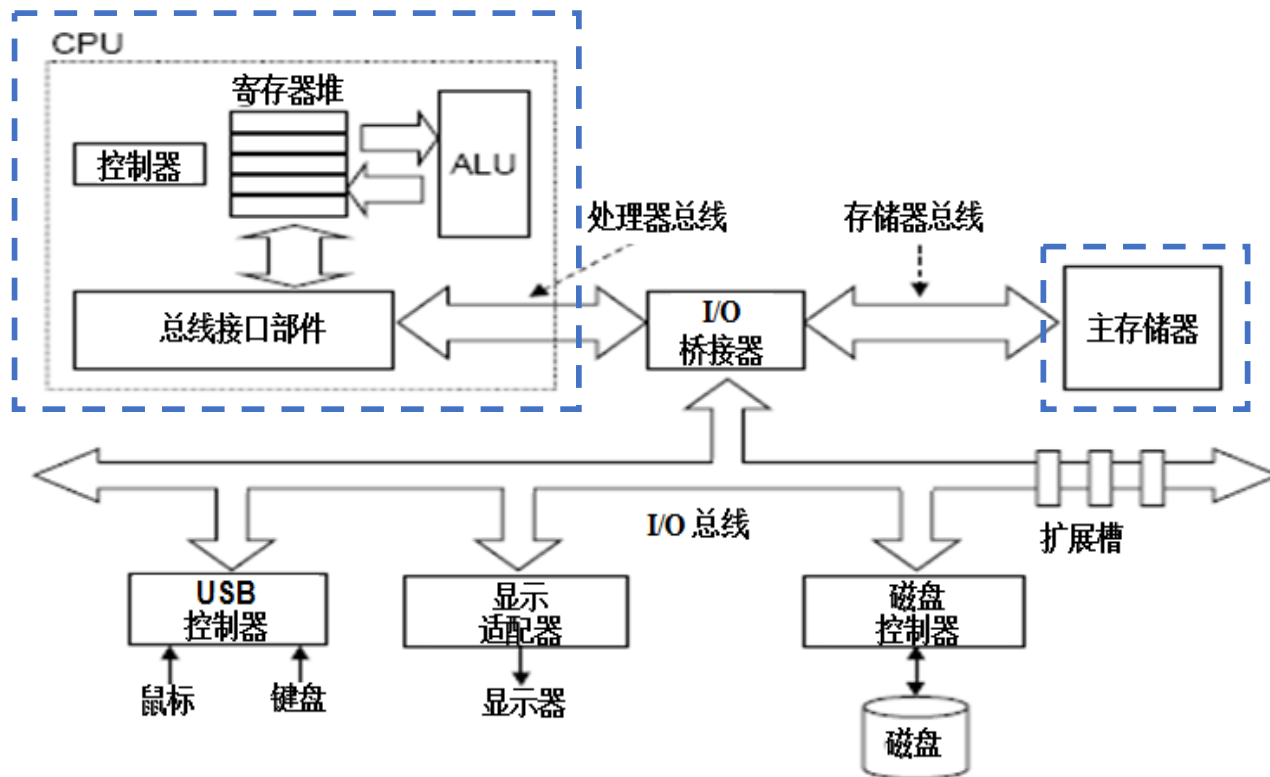 CPU
寄存器堆
控制器
ALU
处理器总线
存储器总线
总线接口部件
I/O
桥接器
主存储器
I/O 总线
扩展槽
USB
控制器
显示
适配器
磁盘
控制器
鼠标
键盘
显示器
磁盘